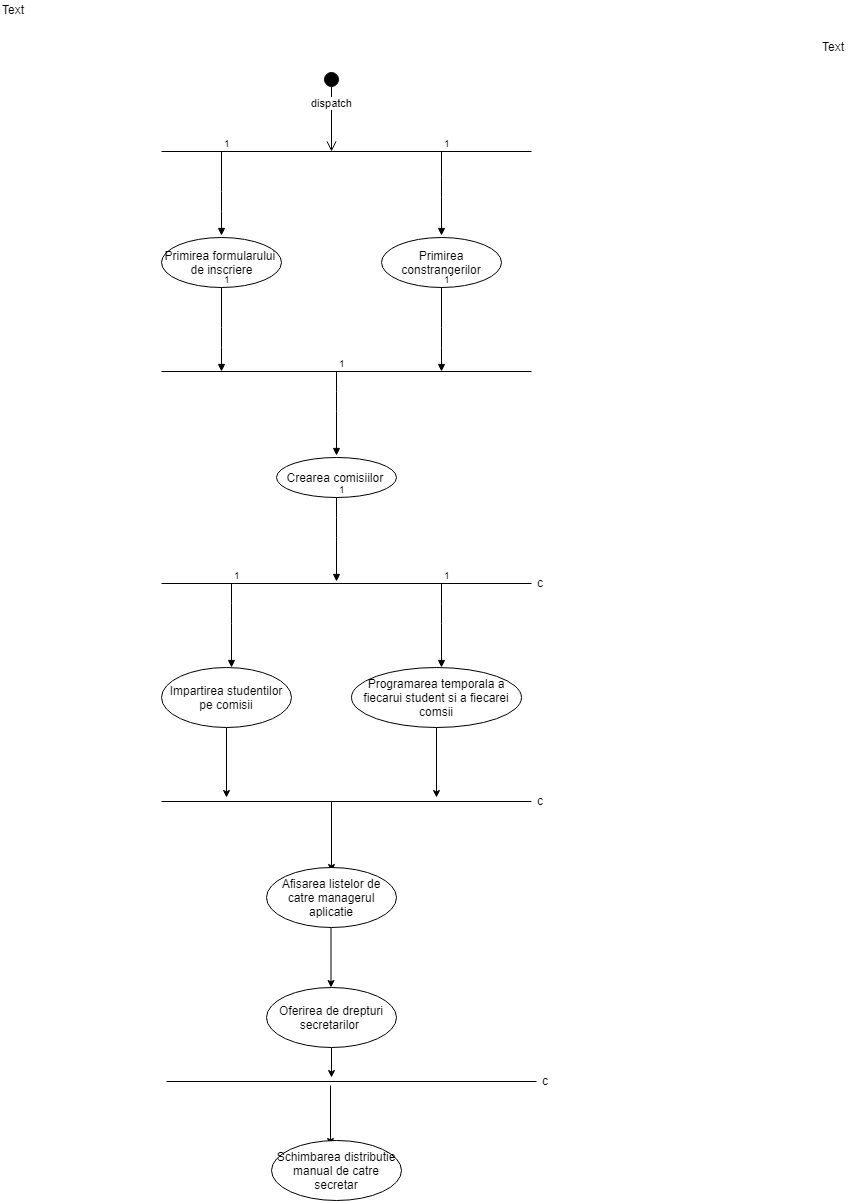 Text
Text
dispatch
1
1
Primirea formularului
de inscriere
1
Primirea
constrangerilor
1
1
Crearea comisiilor
1
1
1
c
Impartirea studentilor
pe comisii
Programarea temporala a
fiecarui student si a fiecarei
comsii
c
Afisarea listelor de
catre managerul
aplicatie
Oferirea de drepturi
secretarilor
c
Schimbarea distributie
manual de catre
secretar